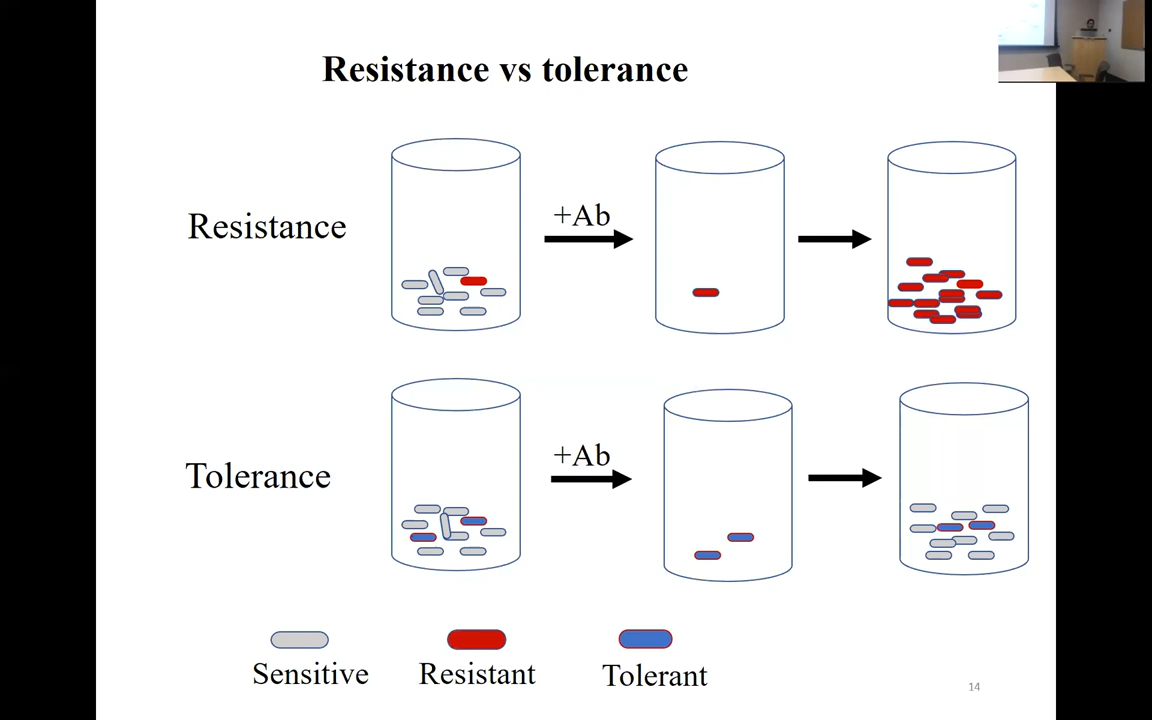 Resistance vs tolerance
Resistance
+Ab
Tolerance
+Ab
Sensitive
Resistant
Tolerant
14